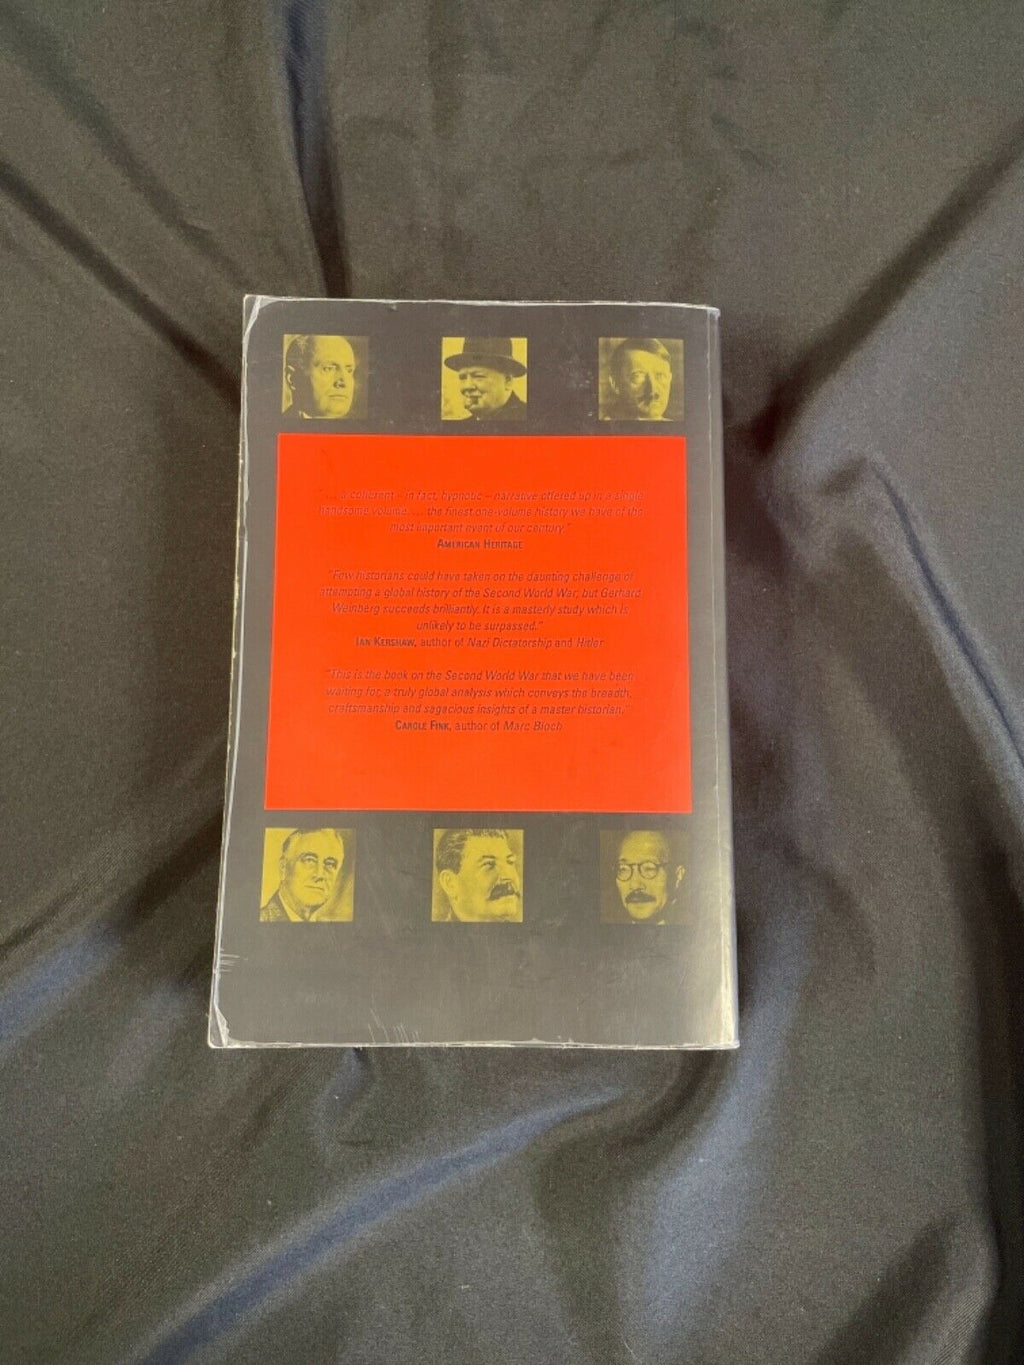 "... a coherent – in fact, hypnotic – narrative offered up in a single
handsome volume.... the finest one-volume history we have of the
most important event of our century."
AMERICAN HERITAGE
"Few historians could have taken on the daunting challenge of
attempting a global history of the Second World War, but Gerhard
Weinberg succeeds brilliantly. It is a masterly study which is
unlikely to be surpassed."
IAN KERSHAW, author of Nazi Dictatorship and Hitler
"This is the book on the Second World War that we have been
waiting for, a truly global analysis which conveys the breadth,
craftsmanship and sagacious insights of a master historian."
CAROLE FINK, author of Marc Bloch